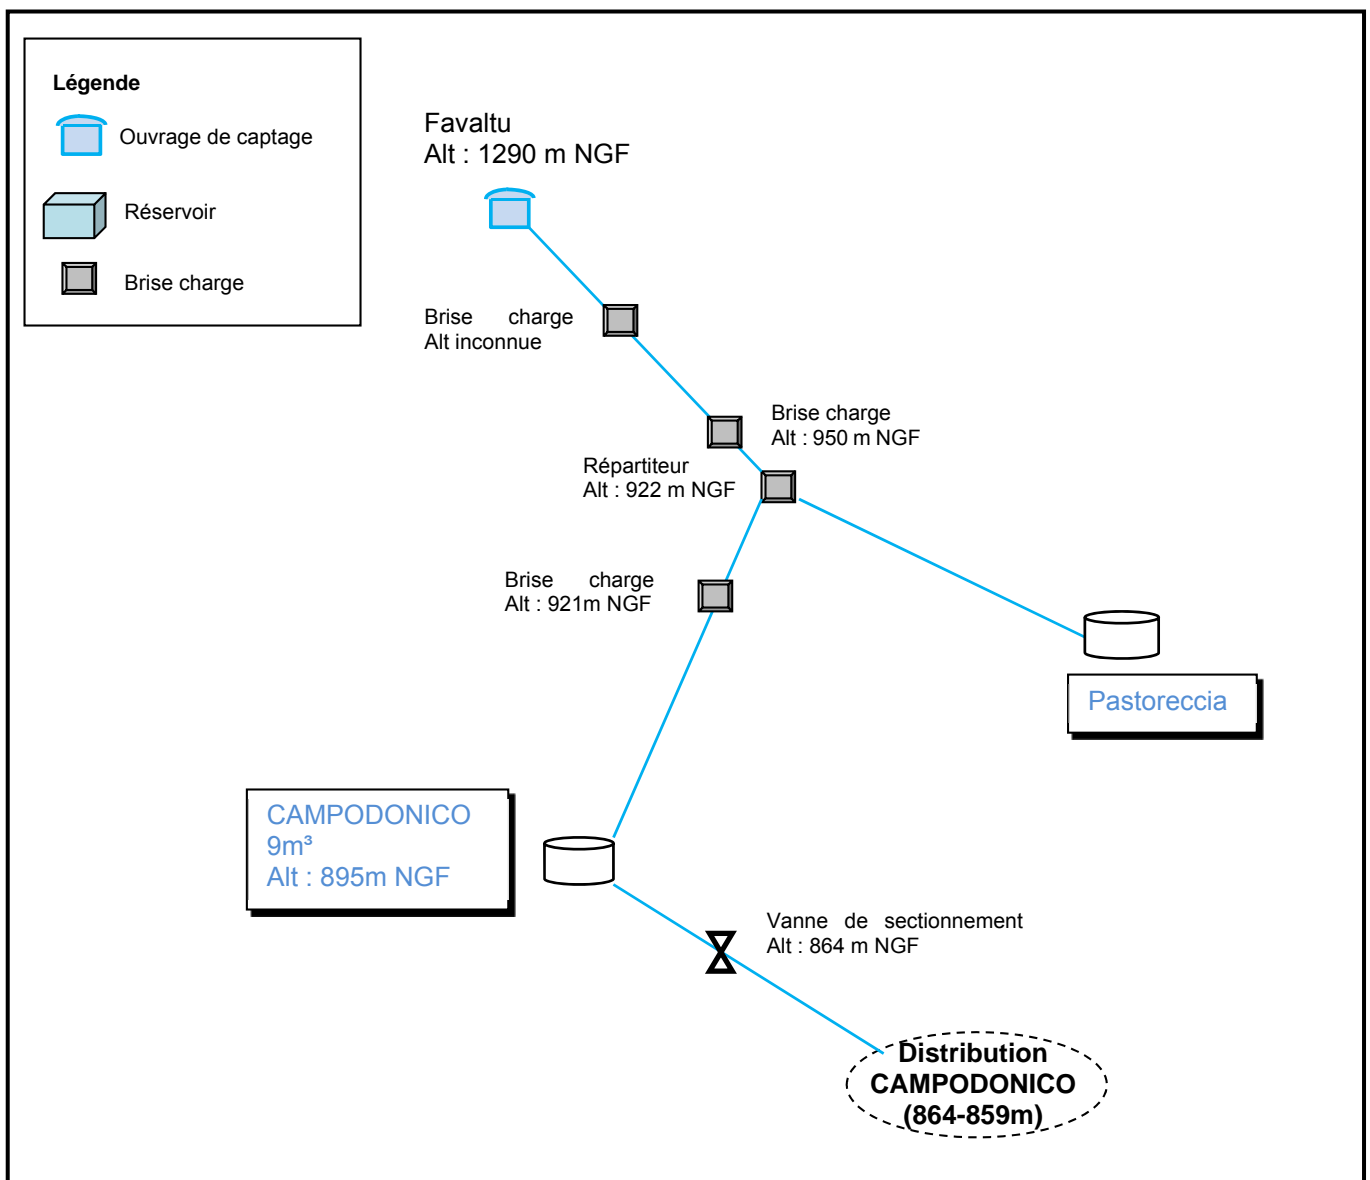 Légende
Ouvrage de captage
Réservoir
Brise charge
Favaltu
Alt : 1290 m NGF
Brise charge
Alt inconnue
Brise charge
Alt : 950 m NGF
Répartiteur
Alt : 922 m NGF
Brise charge
Alt : 921m NGF
Pastoreccia
CAMPODONICO
9m³
Alt : 895m NGF
Vanne de sectionnement
Alt : 864 m NGF
Distribution
CAMPODONICO
(864-859m)